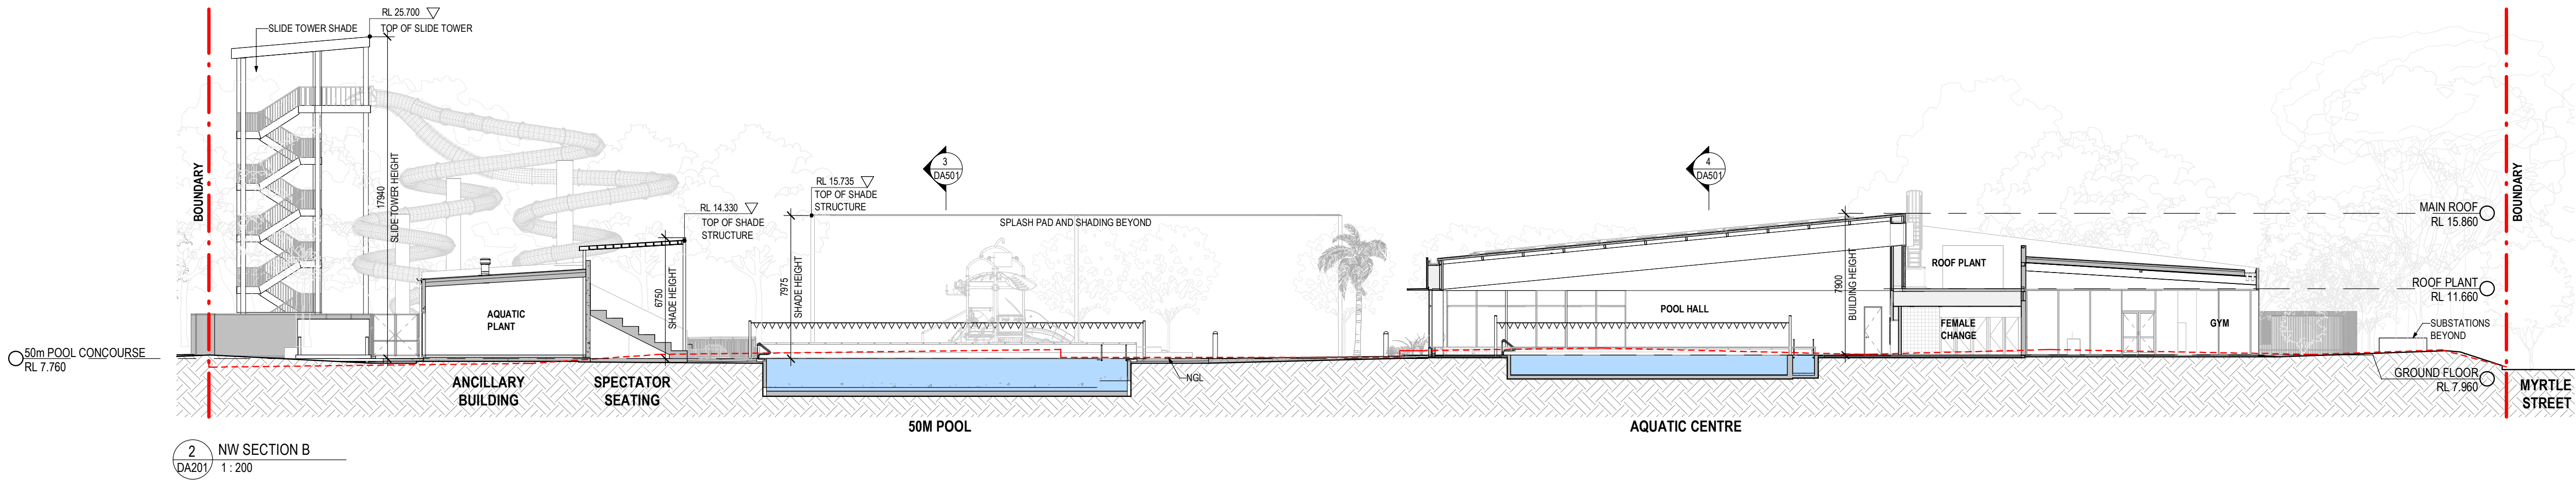 RL 25.700
SLIDE TOWER SHADE
TOP OF SLIDE TOWER
BOUNDARY
17940
SLIDE TOWER HEIGHT
RL 14.330
TOP OF SHADE
STRUCTURE
6750
SHADE HEIGHT
RL 15.735
TOP OF SHADE
STRUCTURE
7975
SHADE HEIGHT
3
DA501
SPLASH PAD AND SHADING BEYOND
4
DA501
7900
BUILDING HEIGHT
BOUNDARY
MAIN ROOF
RL 15.860
ROOF PLANT
ROOF PLANT
RL 11.660
AQUATIC
PLANT
POOL HALL
FEMALE
CHANGE
GYM
SUBSTATIONS
BEYOND
50m POOL CONCOURSE
RL 7.760
NGL
GROUND FLOOR
RL 7.960
ANCILLARY
BUILDING
SPECTATOR
SEATING
50M POOL
AQUATIC CENTRE
MYRTLE
STREET
2
DA201
NW SECTION B
1 : 200